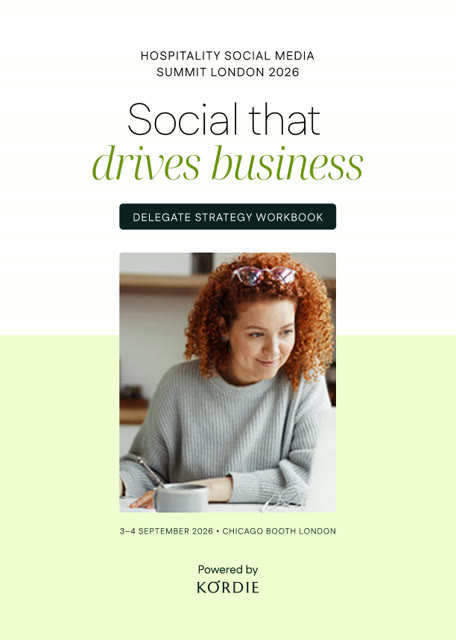 HOSPITALITY SOCIAL MEDIA
SUMMIT LONDON 2026
Social that
drives business
DELEGATE STRATEGY WORKBOOK
3–4 SEPTEMBER 2026 • CHICAGO BOOTH LONDON
Powered by
KÓRDIE